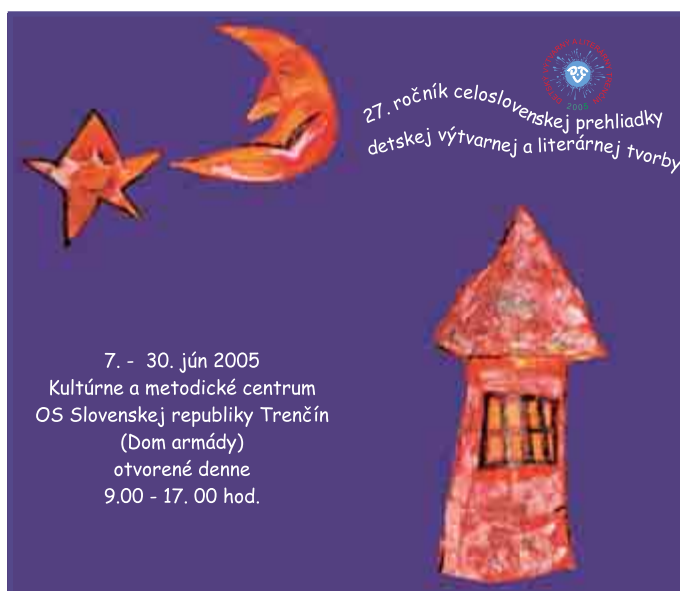 27. ročník celoslovenskej prehliadky
detskej výtvarnej a literárnej tvorby
2005
7. - 30. jún 2005
Kultúrne a metodické centrum
OS Slovenskej republiky Trenčín
(Dom armády)
otvorené denne
9.00 - 17. 00 hod.